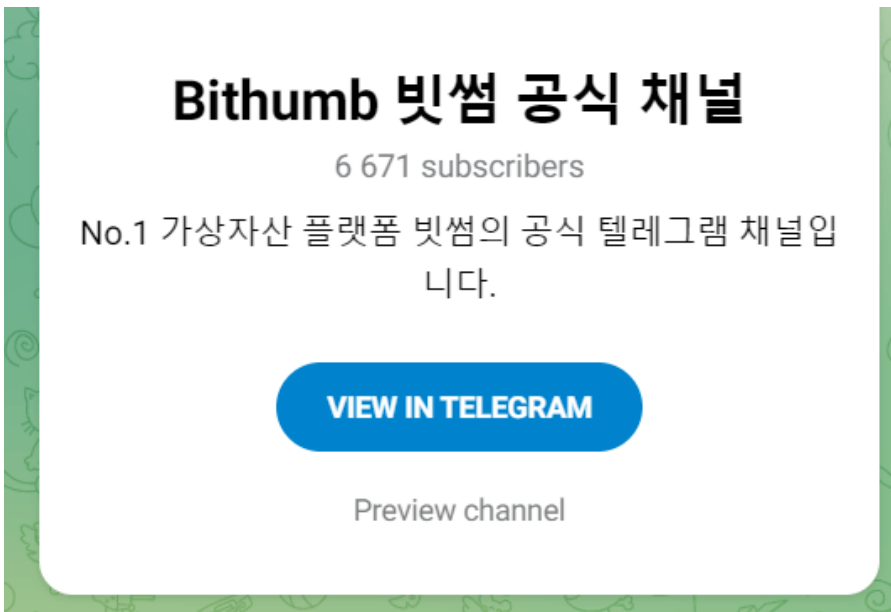 Bithumb 빗썸 공식 채널
6 671 subscribers
No.1 가상자산 플랫폼 빗썸의 공식 텔레그램 채널입
니다.
VIEW IN TELEGRAM
Preview channel